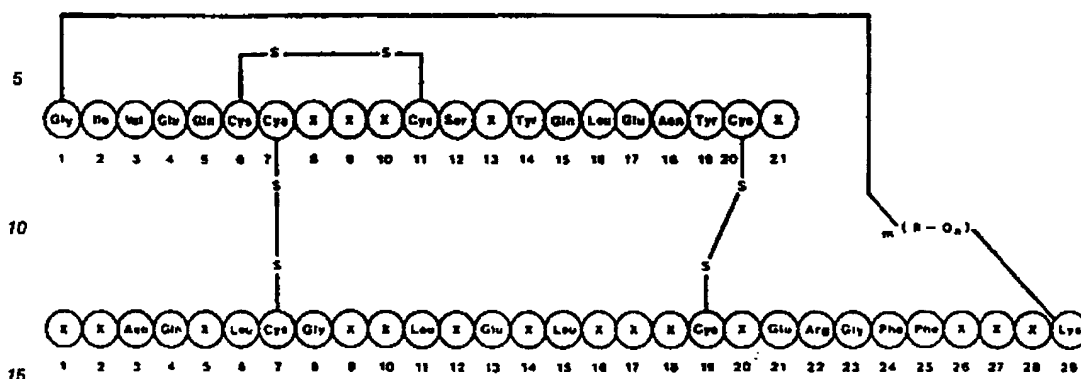 S S
5
Gly Ile Val Glu Gln Cys Cys X X X Cys Ser X Tyr Gln Leu Glu Asn Tyr Cys X
1 2 3 4 5 6 7 8 9 10 11 12 13 14 15 16 17 18 19 20 21
S S
10
m(R-On)
S S
X X Asn Gln X Leu Cys Gly X X Leu X Glu X Leu X X X Cys X Glu Arg Gly Phe Phe X X X Lys
1 2 3 4 5 6 7 8 9 10 11 12 13 14 15 16 17 18 19 20 21 22 23 24 25 26 27 28 29
15